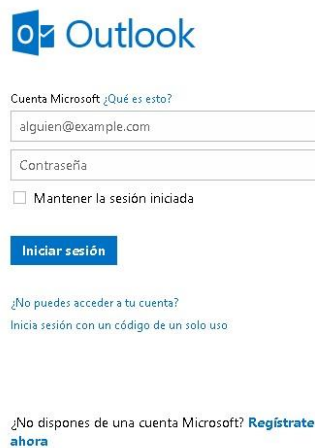 Outlook
Cuenta Microsoft ¿Qué es esto?
alguien@example.com
Contraseña
Mantener la sesión iniciada
Iniciar sesión
¿No puedes acceder a tu cuenta?
Inicia sesión con un código de un solo uso
¿No dispones de una cuenta Microsoft? Regístrate
ahora